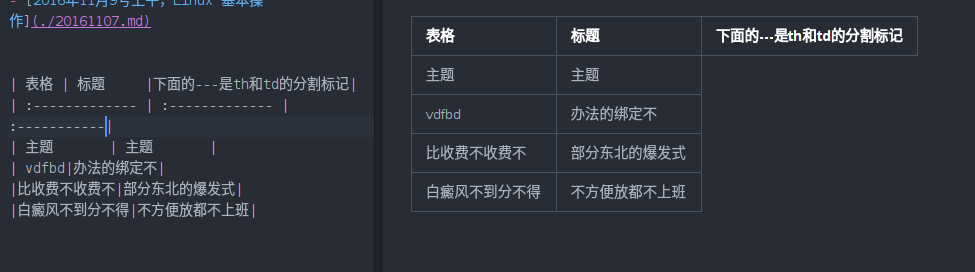 - [2016年11月9号上午，Linux 基本操
作](./20161107.md)
| 表格 | 标题 |下面的---是th和td的分割标记|
| :------------- | :------------- |
:-----------|
| 主题 | 主题 |
| vdfbd|办法的绑定不|
|比收费不收费不|部分东北的爆发式|
|白癜风不到分不得|不方便放都不上班|
表格 标题 下面的---是th和td的分割标记
主题 主题
vdfbd 办法的绑定不
比收费不收费不 部分东北的爆发式
白癜风不到分不得 不方便放都不上班